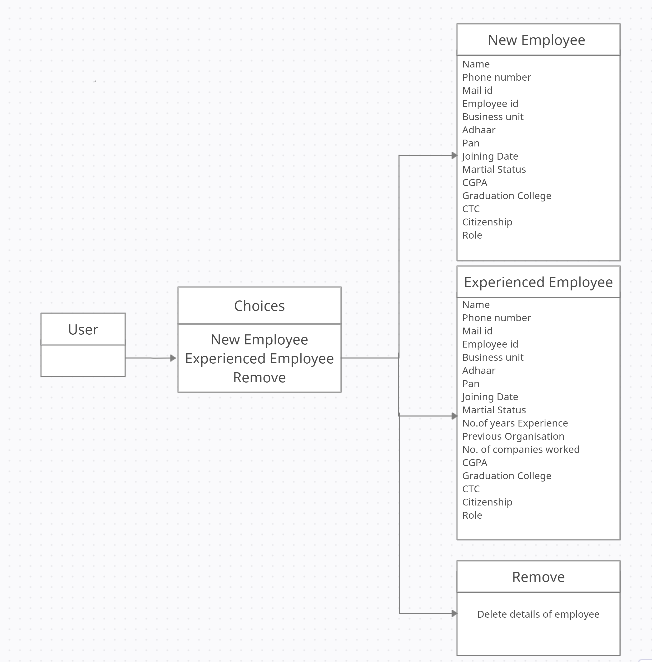 User
Choices
New Employee
Experienced Employee
Remove
New Employee
Name
Phone number
Mail id
Employee id
Business unit
Adhaar
Pan
Joining Date
Martial Status
CGPA
Graduation College
CTC
Citizenship
Role
Experienced Employee
Name
Phone number
Mail id
Employee id
Business unit
Adhaar
Pan
Joining Date
Martial Status
No.of years Experience
Previous Organisation
No. of companies worked
CGPA
Graduation College
CTC
Citizenship
Role
Remove
Delete details of employee